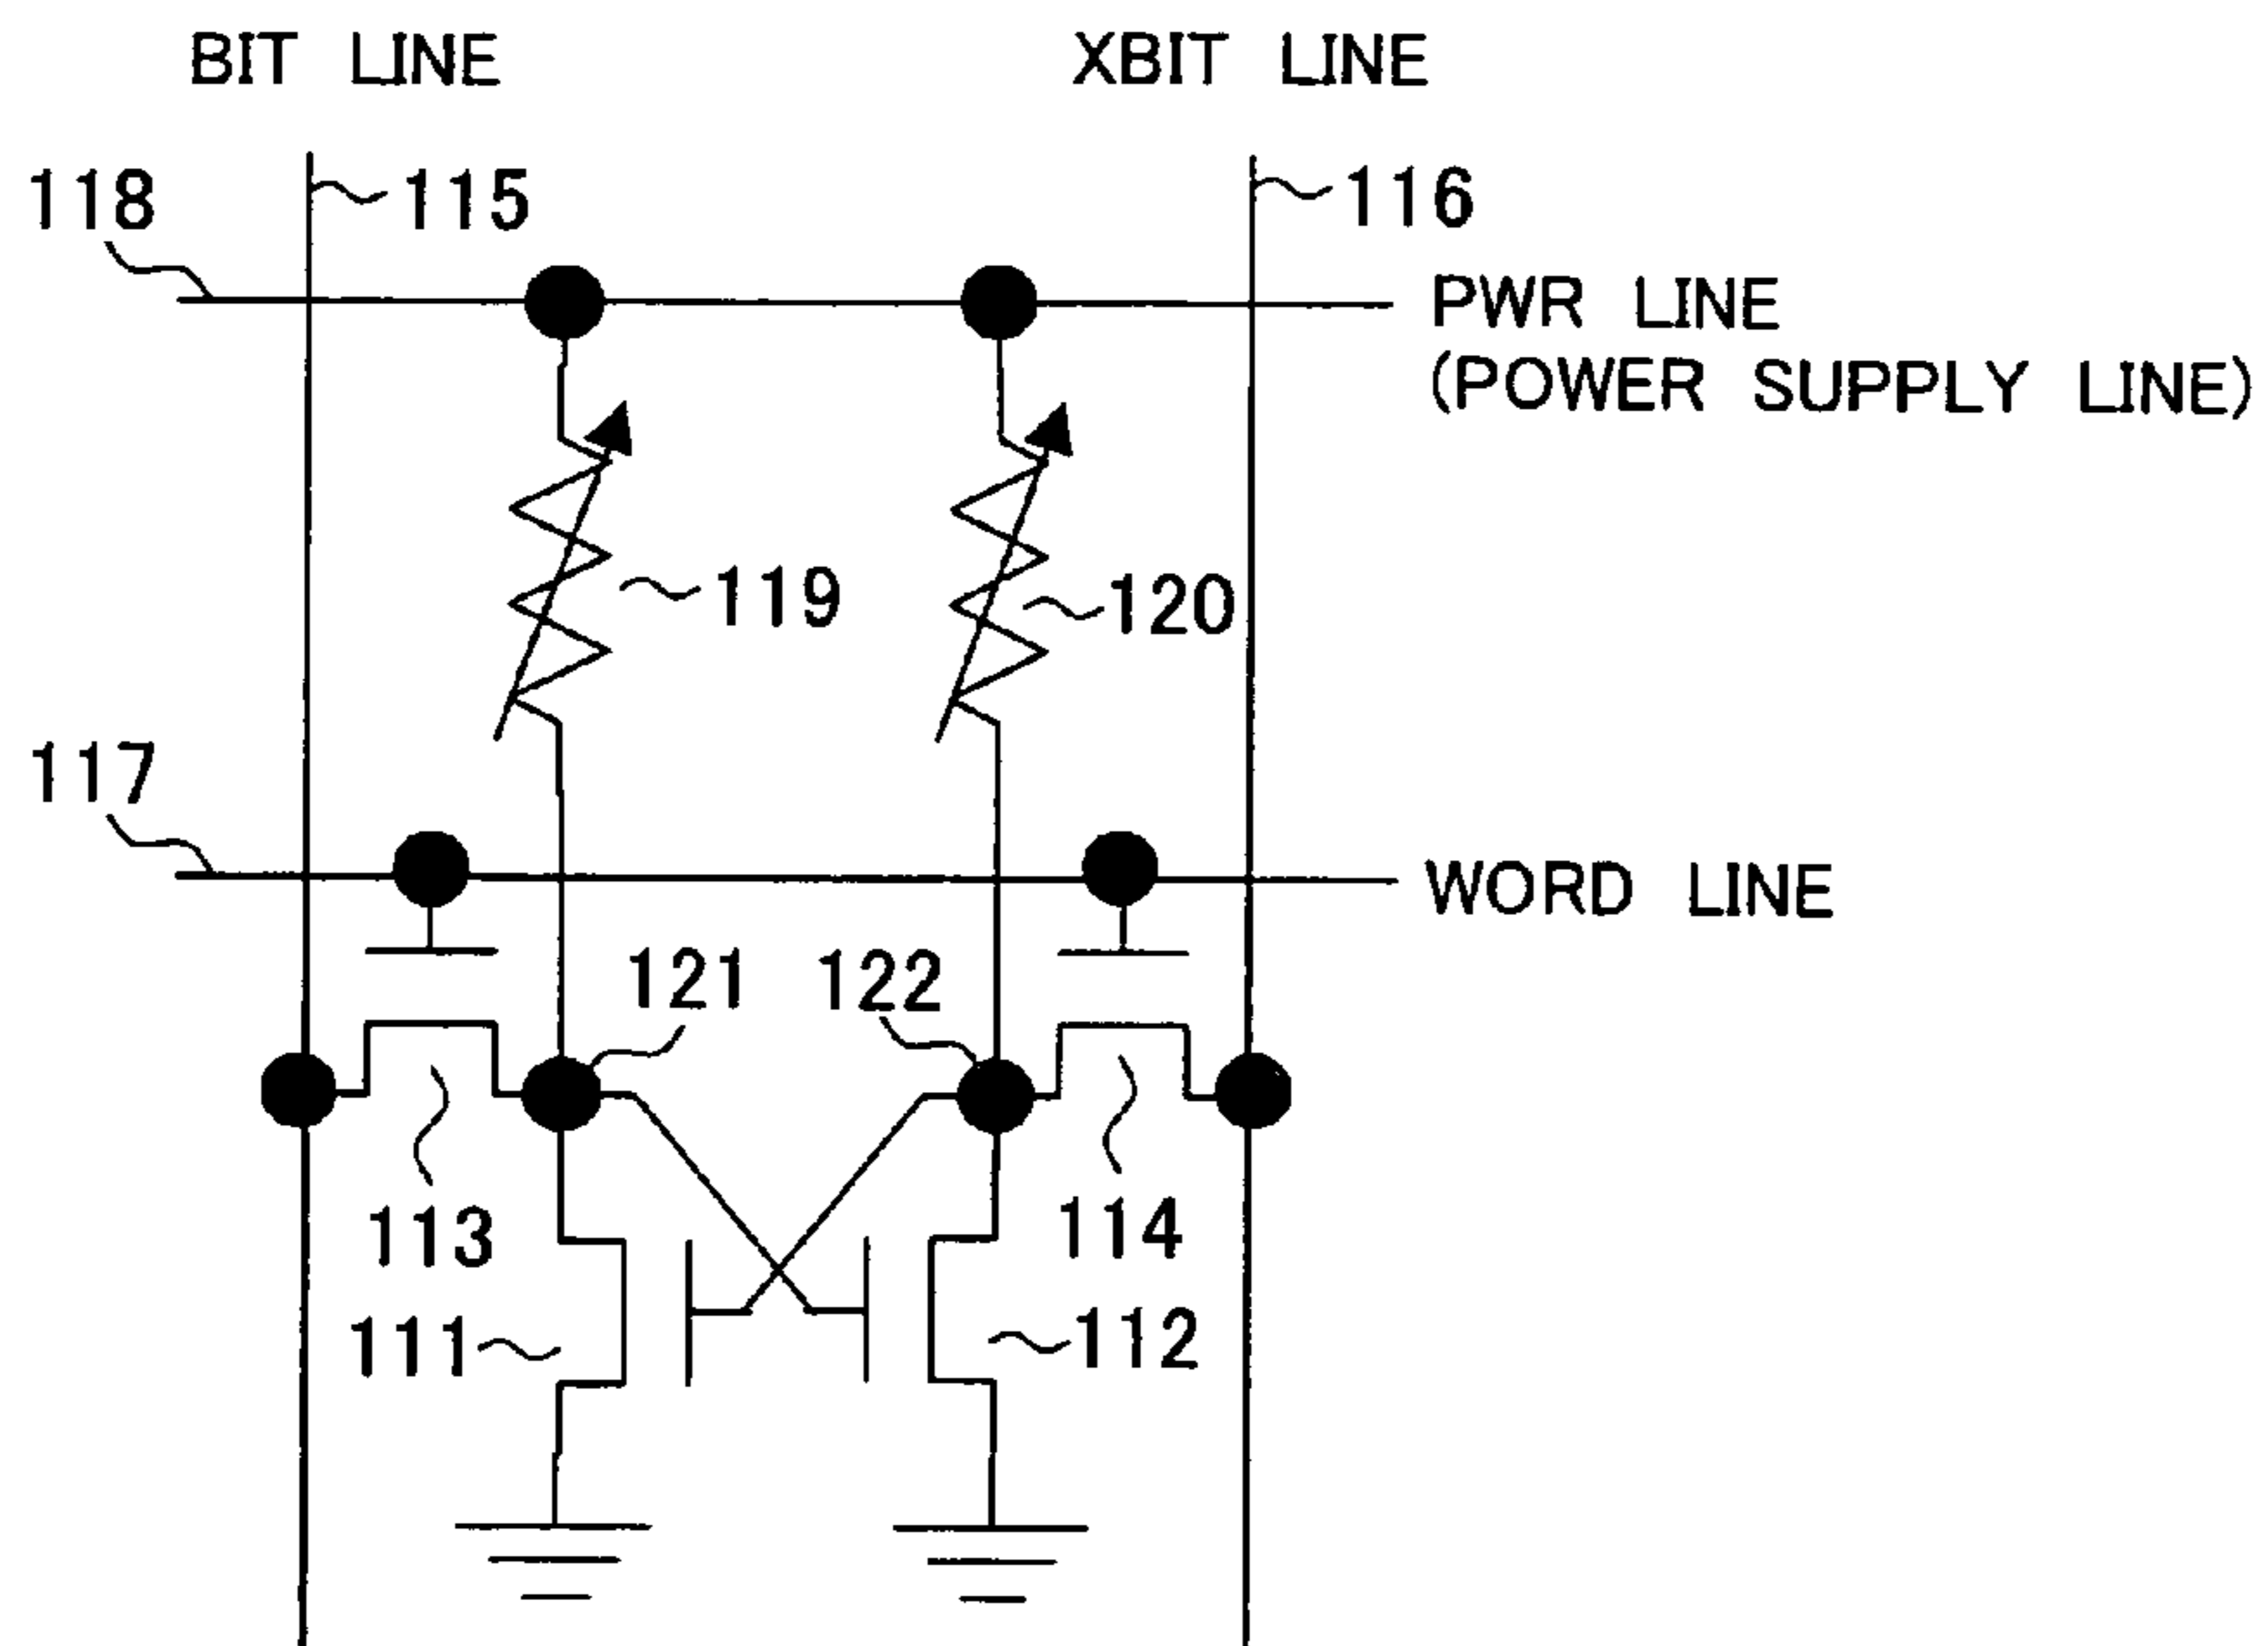 BIT LINE
XBIT LINE
118
115
116
PWR LINE
(POWER SUPPLY LINE)
119
120
117
WORD LINE
121
122
113
114
111
112